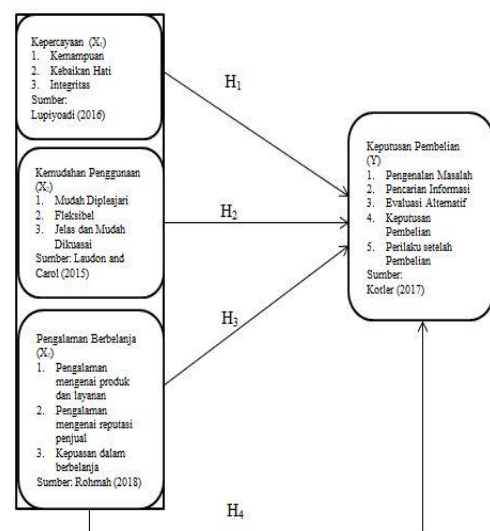 Kepercayaan (X₁)
1. Kemampuan
2. Kebaikan Hati
3. Integritas
Sumber:
Lupiyoadi (2016)
Kemudahan Penggunaan
(X₂)
1. Mudah Dipleajari
2. Fleksibel
3. Jelas dan Mudah
Dikuasai
Sumber: Laudon and
Carol (2015)
Pengalaman Berbelanja
(X₃)
1. Pengalaman
mengenai produk
dan layanan
2. Pengalaman
mengenai reputasi
penjual
3. Kepuasan dalam
berbelanja
Sumber: Rohmah (2018)
H₁
H₂
H₃
H₄
Keputusan Pembelian
(Y)
1. Pengenalan Masalah
2. Pencarian Informasi
3. Evaluasi Alternatif
4. Keputusan
Pembelian
5. Perilaku setelah
Pembelian
Sumber:
Kotler (2017)